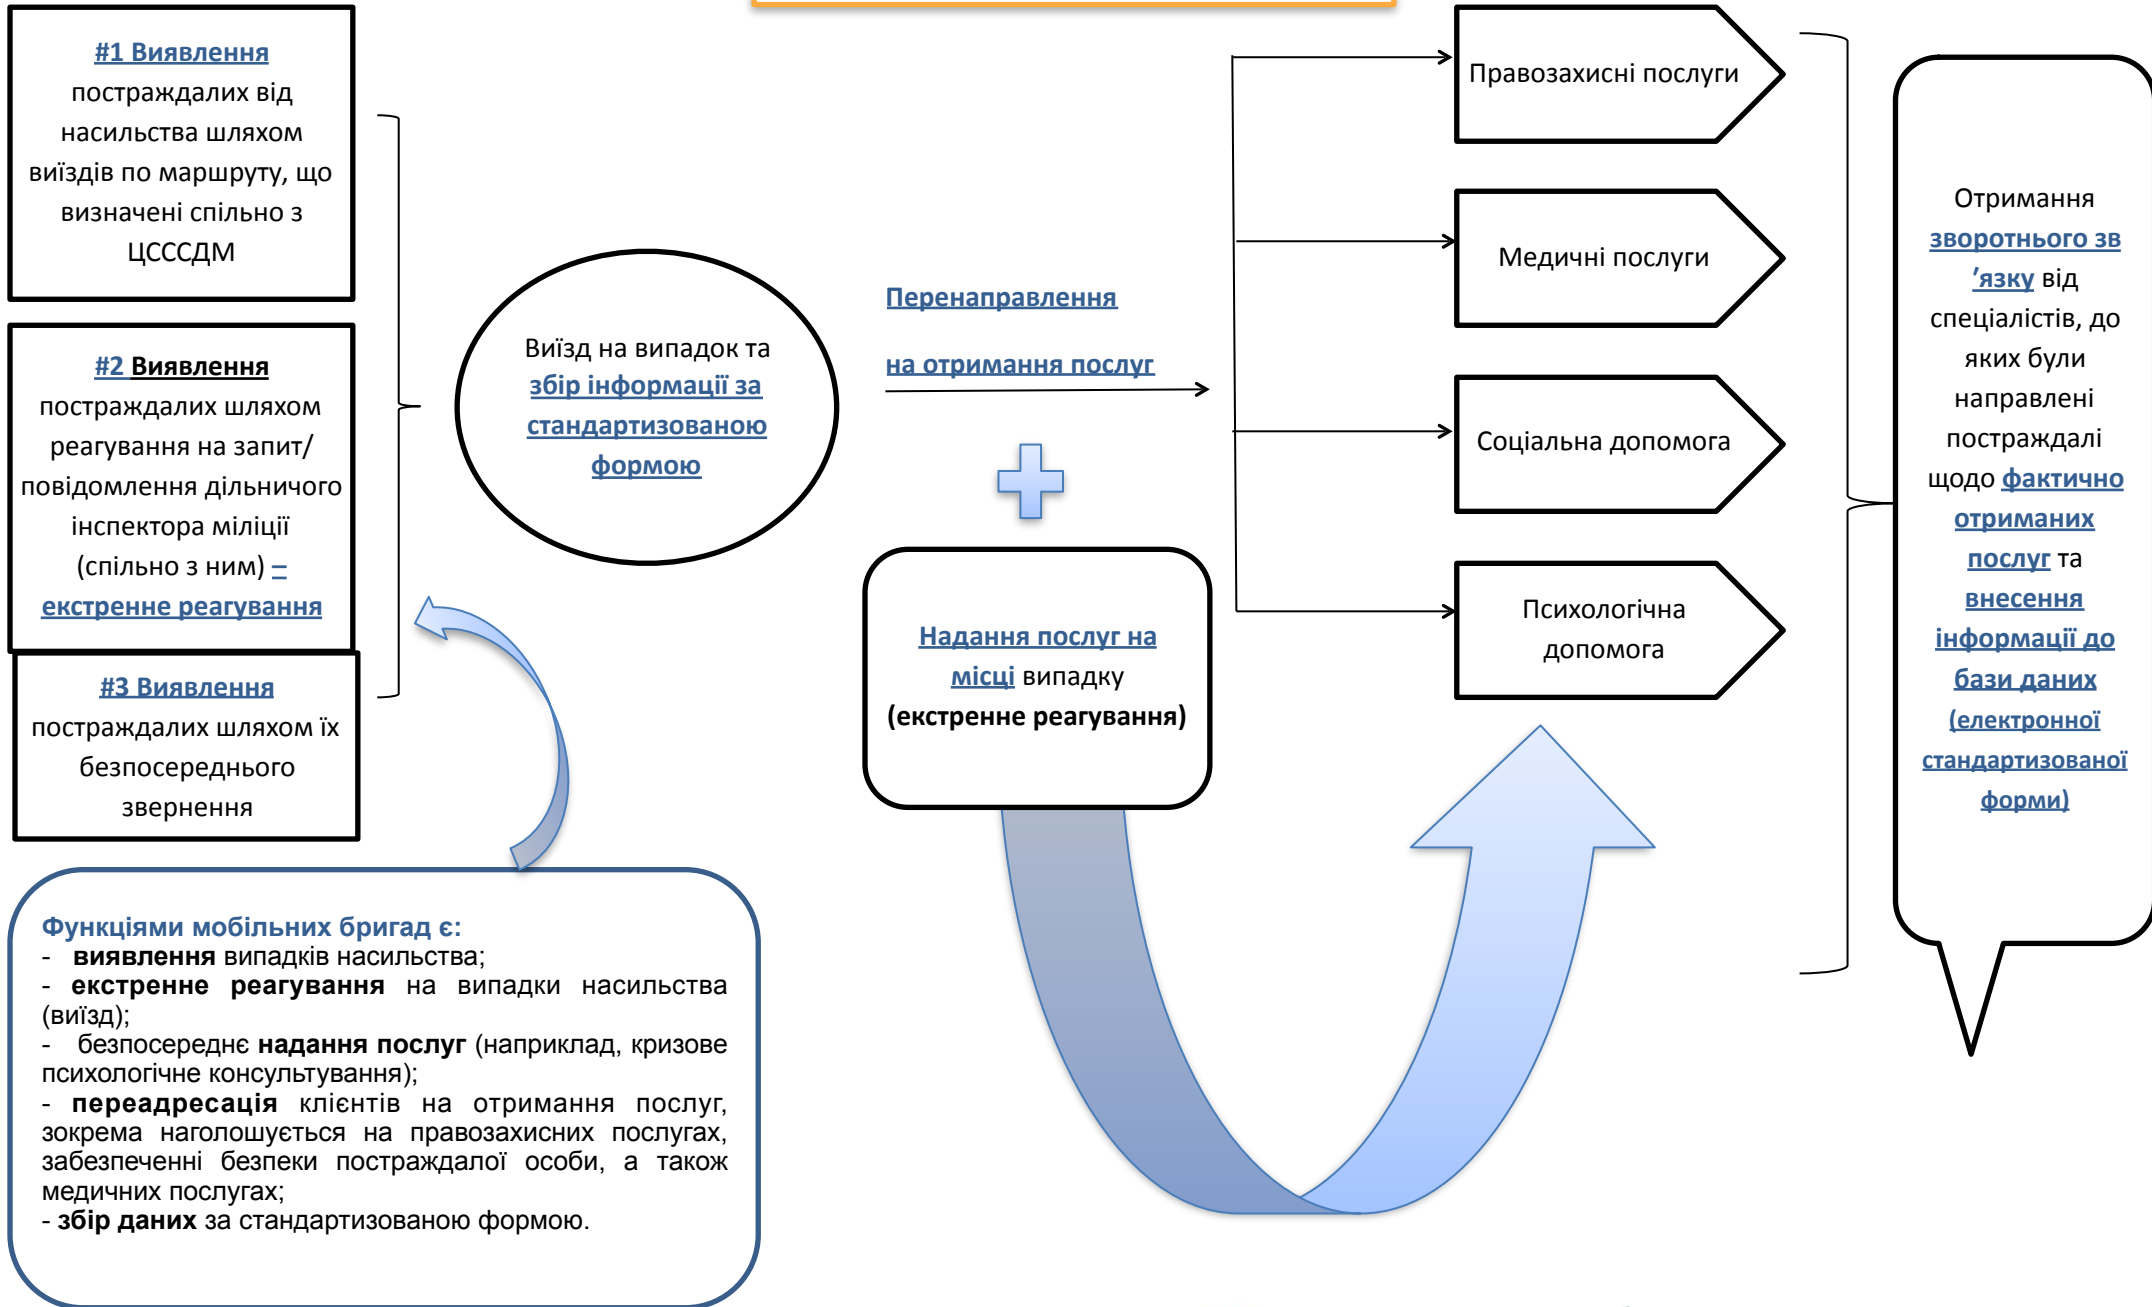 #1 Виявлення
постраждалих від
насильства шляхом
виїздів по маршруту, що
визначені спільно з
ЦСССДМ
#2 Виявлення
постраждалих шляхом
реагування на запит/
повідомлення дільничого
інспектора міліції
(спільно з ним) –
екстренне реагування
#3 Виявлення
постраждалих шляхом їх
безпосереднього
звернення
Виїзд на випадок та
збір інформації за
стандартизованою
формою
Перенаправлення
на отримання послуг
Надання послуг на
місці випадку
(екстренне реагування)
Правозахисні послуги
Медичні послуги
Соціальна допомога
Психологічна
допомога
Отримання
зворотнього зв
’язку від
спеціалістів, до
яких були
направлені
постраждалі
щодо фактично
отриманих
послуг та
внесення
інформації до
бази даних
(електронної
стандартизованої
форми)
Функціями мобільних бригад є:
- виявлення випадків насильства;
- екстренне реагування на випадки насильства
(виїзд);
- безпосереднє надання послуг (наприклад, кризове
психологічне консультування);
- переадресація клієнтів на отримання послуг,
зокрема наголошується на правозахисних послугах,
забезпеченні безпеки постраждалої особи, а також
медичних послугах;
- збір даних за стандартизованою формою.